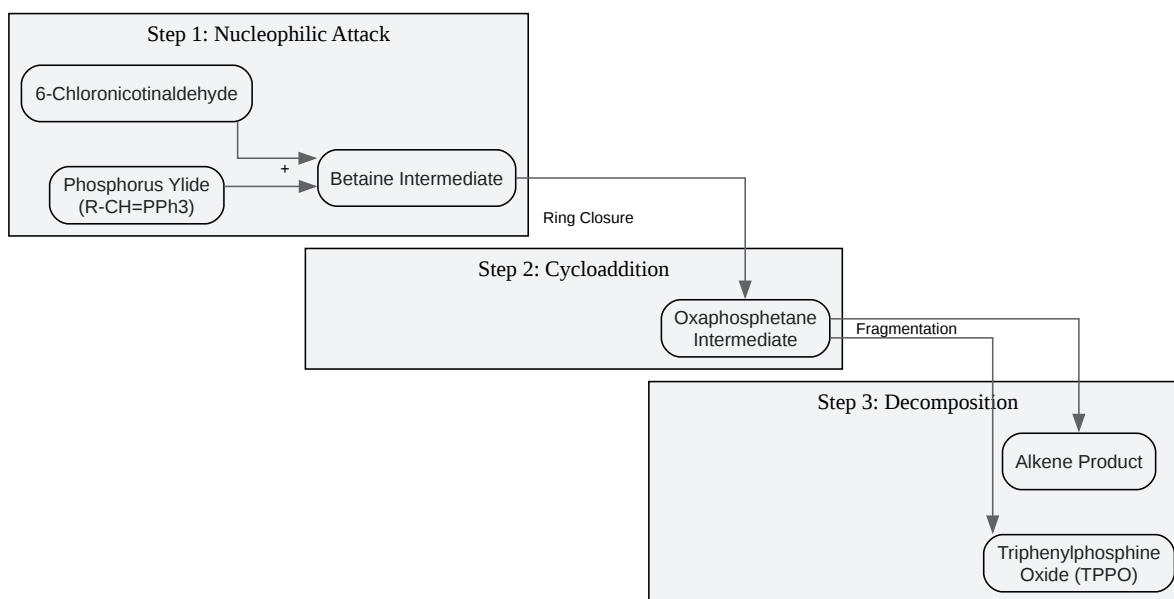 Step 1: Nucleophilic Attack
6-Chloronicotinaldehyde
+
Phosphorus Ylide
(R-CH=PPh3)
Betaine Intermediate
Ring Closure
Step 2: Cycloaddition
Oxaphosphetane
Intermediate
Fragmentation
Step 3: Decomposition
Alkene Product
Triphenylphosphine
Oxide (TPPO)